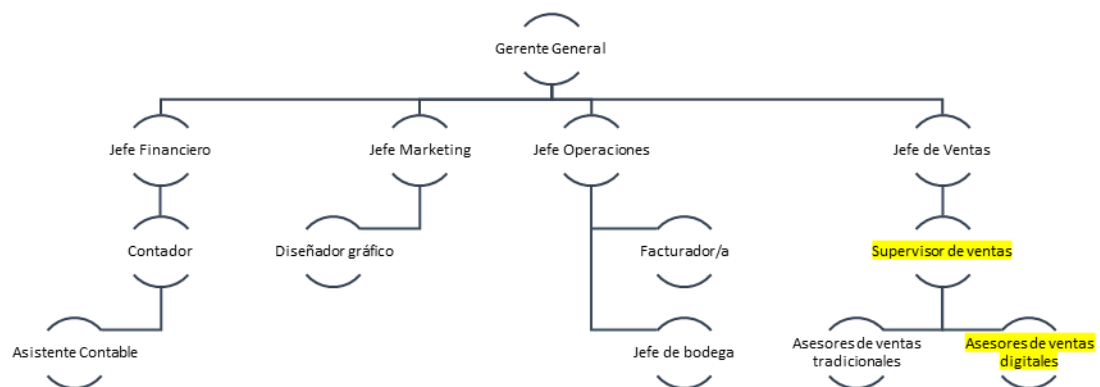 Gerente General
Jefe Financiero
Jefe Marketing
Jefe Operaciones
Jefe de Ventas
Contador
Diseñador gráfico
Facturador/a
Supervisor de ventas
Asistente Contable
Jefe de bodega
Asesores de ventas
tradicionales
Asesores de ventas
digitales